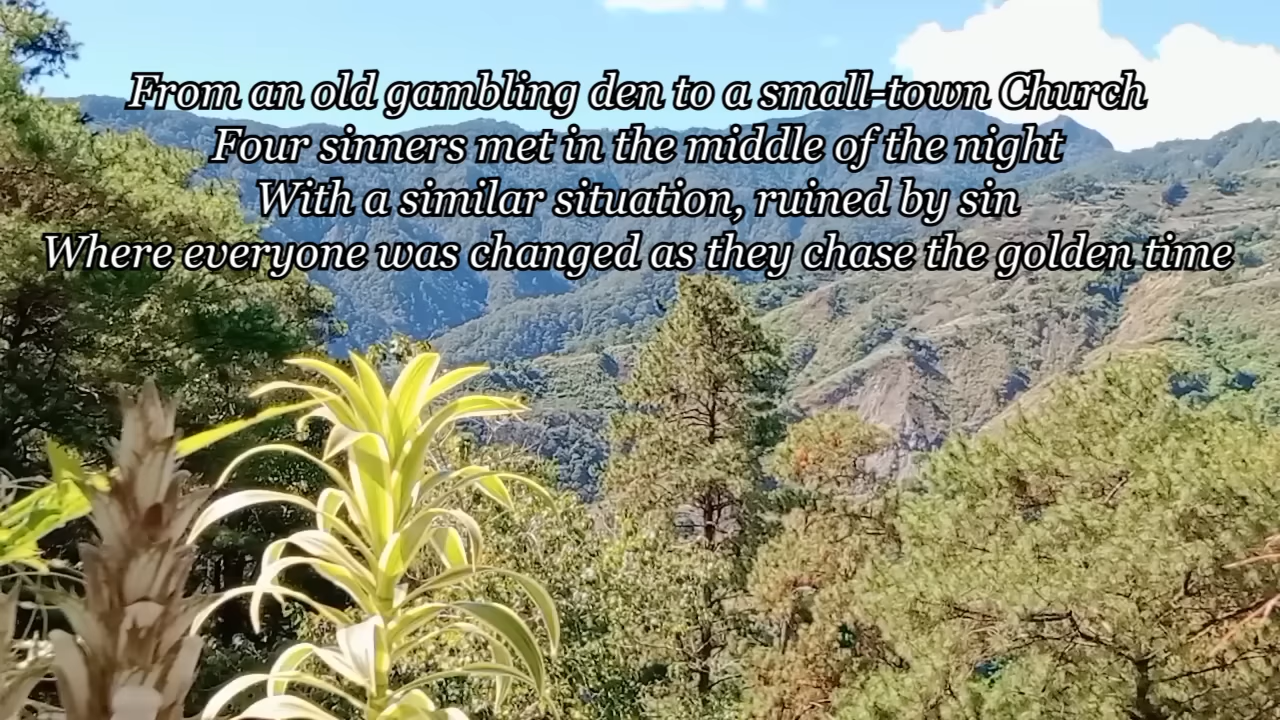 From an old gambling den to a small-town Church
Four sinners met in the middle of the night
With a similar situation, ruined by sin
Where everyone was changed as they chase the golden time